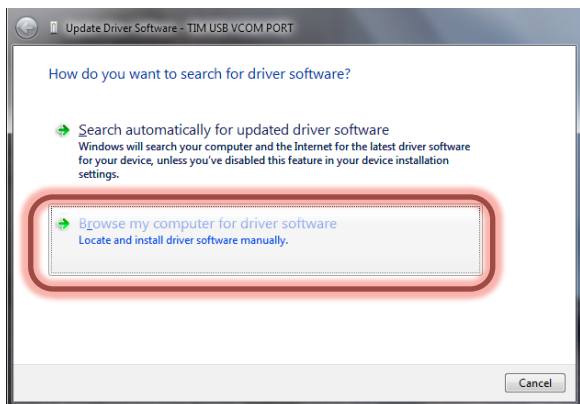 Update Driver Software - TIM USB VCOM PORT
How do you want to search for driver software?
Search automatically for updated driver software
Windows will search your computer and the Internet for the latest driver software
for your device, unless you've disabled this feature in your device installation
settings.
Browse my computer for driver software
Locate and install driver software manually.
Cancel